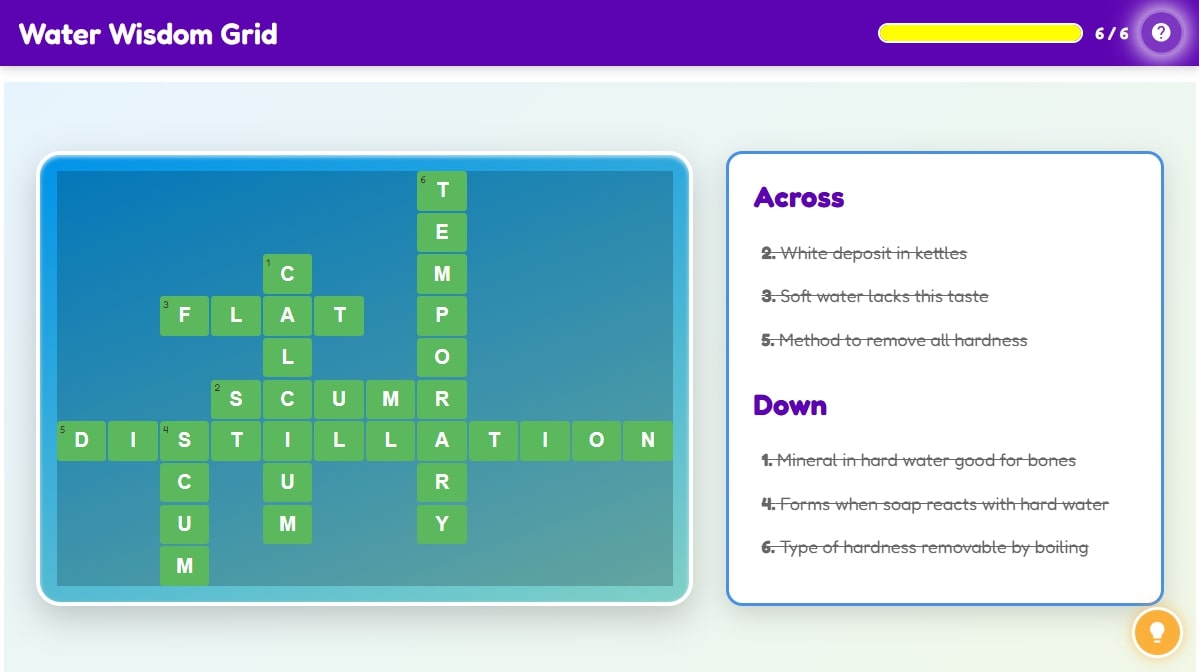 Water Wisdom Grid
6 / 6 ?
6 T
E
1 C M
3 F L A T P
L O
2 S C U M R
5 D I 4 S T I L L A T I O N
C U R
U M Y
M
Across
2. White deposit in kettles
3. Soft water lacks this taste
5. Method to remove all hardness
Down
1. Mineral in hard water good for bones
4. Forms when soap reacts with hard water
6. Type of hardness removable by boiling